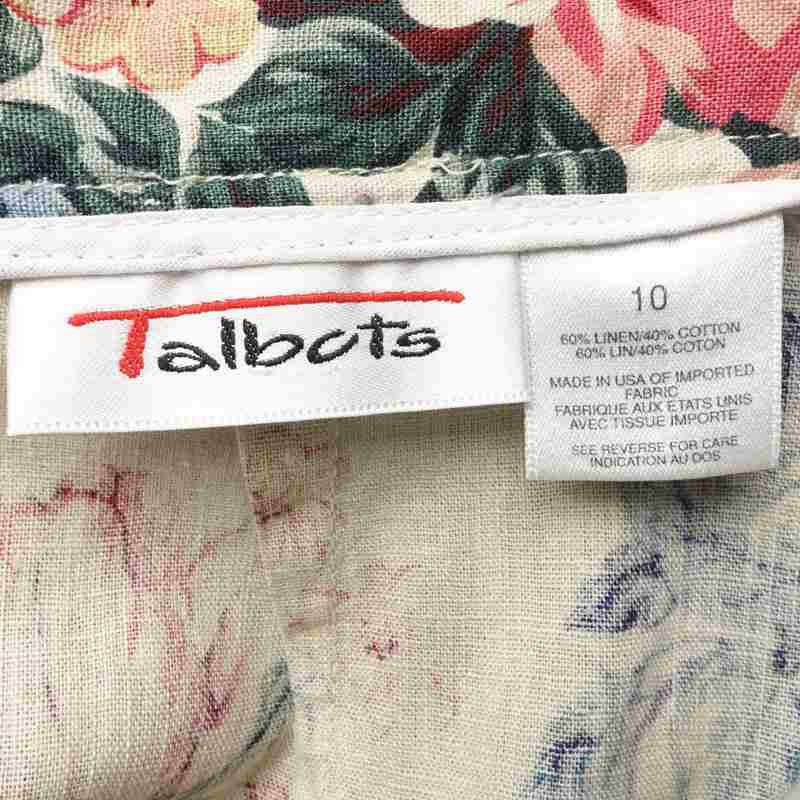 Talbots
10
60% LINEN/40% COTTON
60% LIN/40% COTON
MADE IN USA OF IMPORTED
FABRIC
FABRIQUE AUX ETATS UNIS
AVEC TISSUE IMPORTE
SEE REVERSE FOR CARE
INDICATION AU DOS